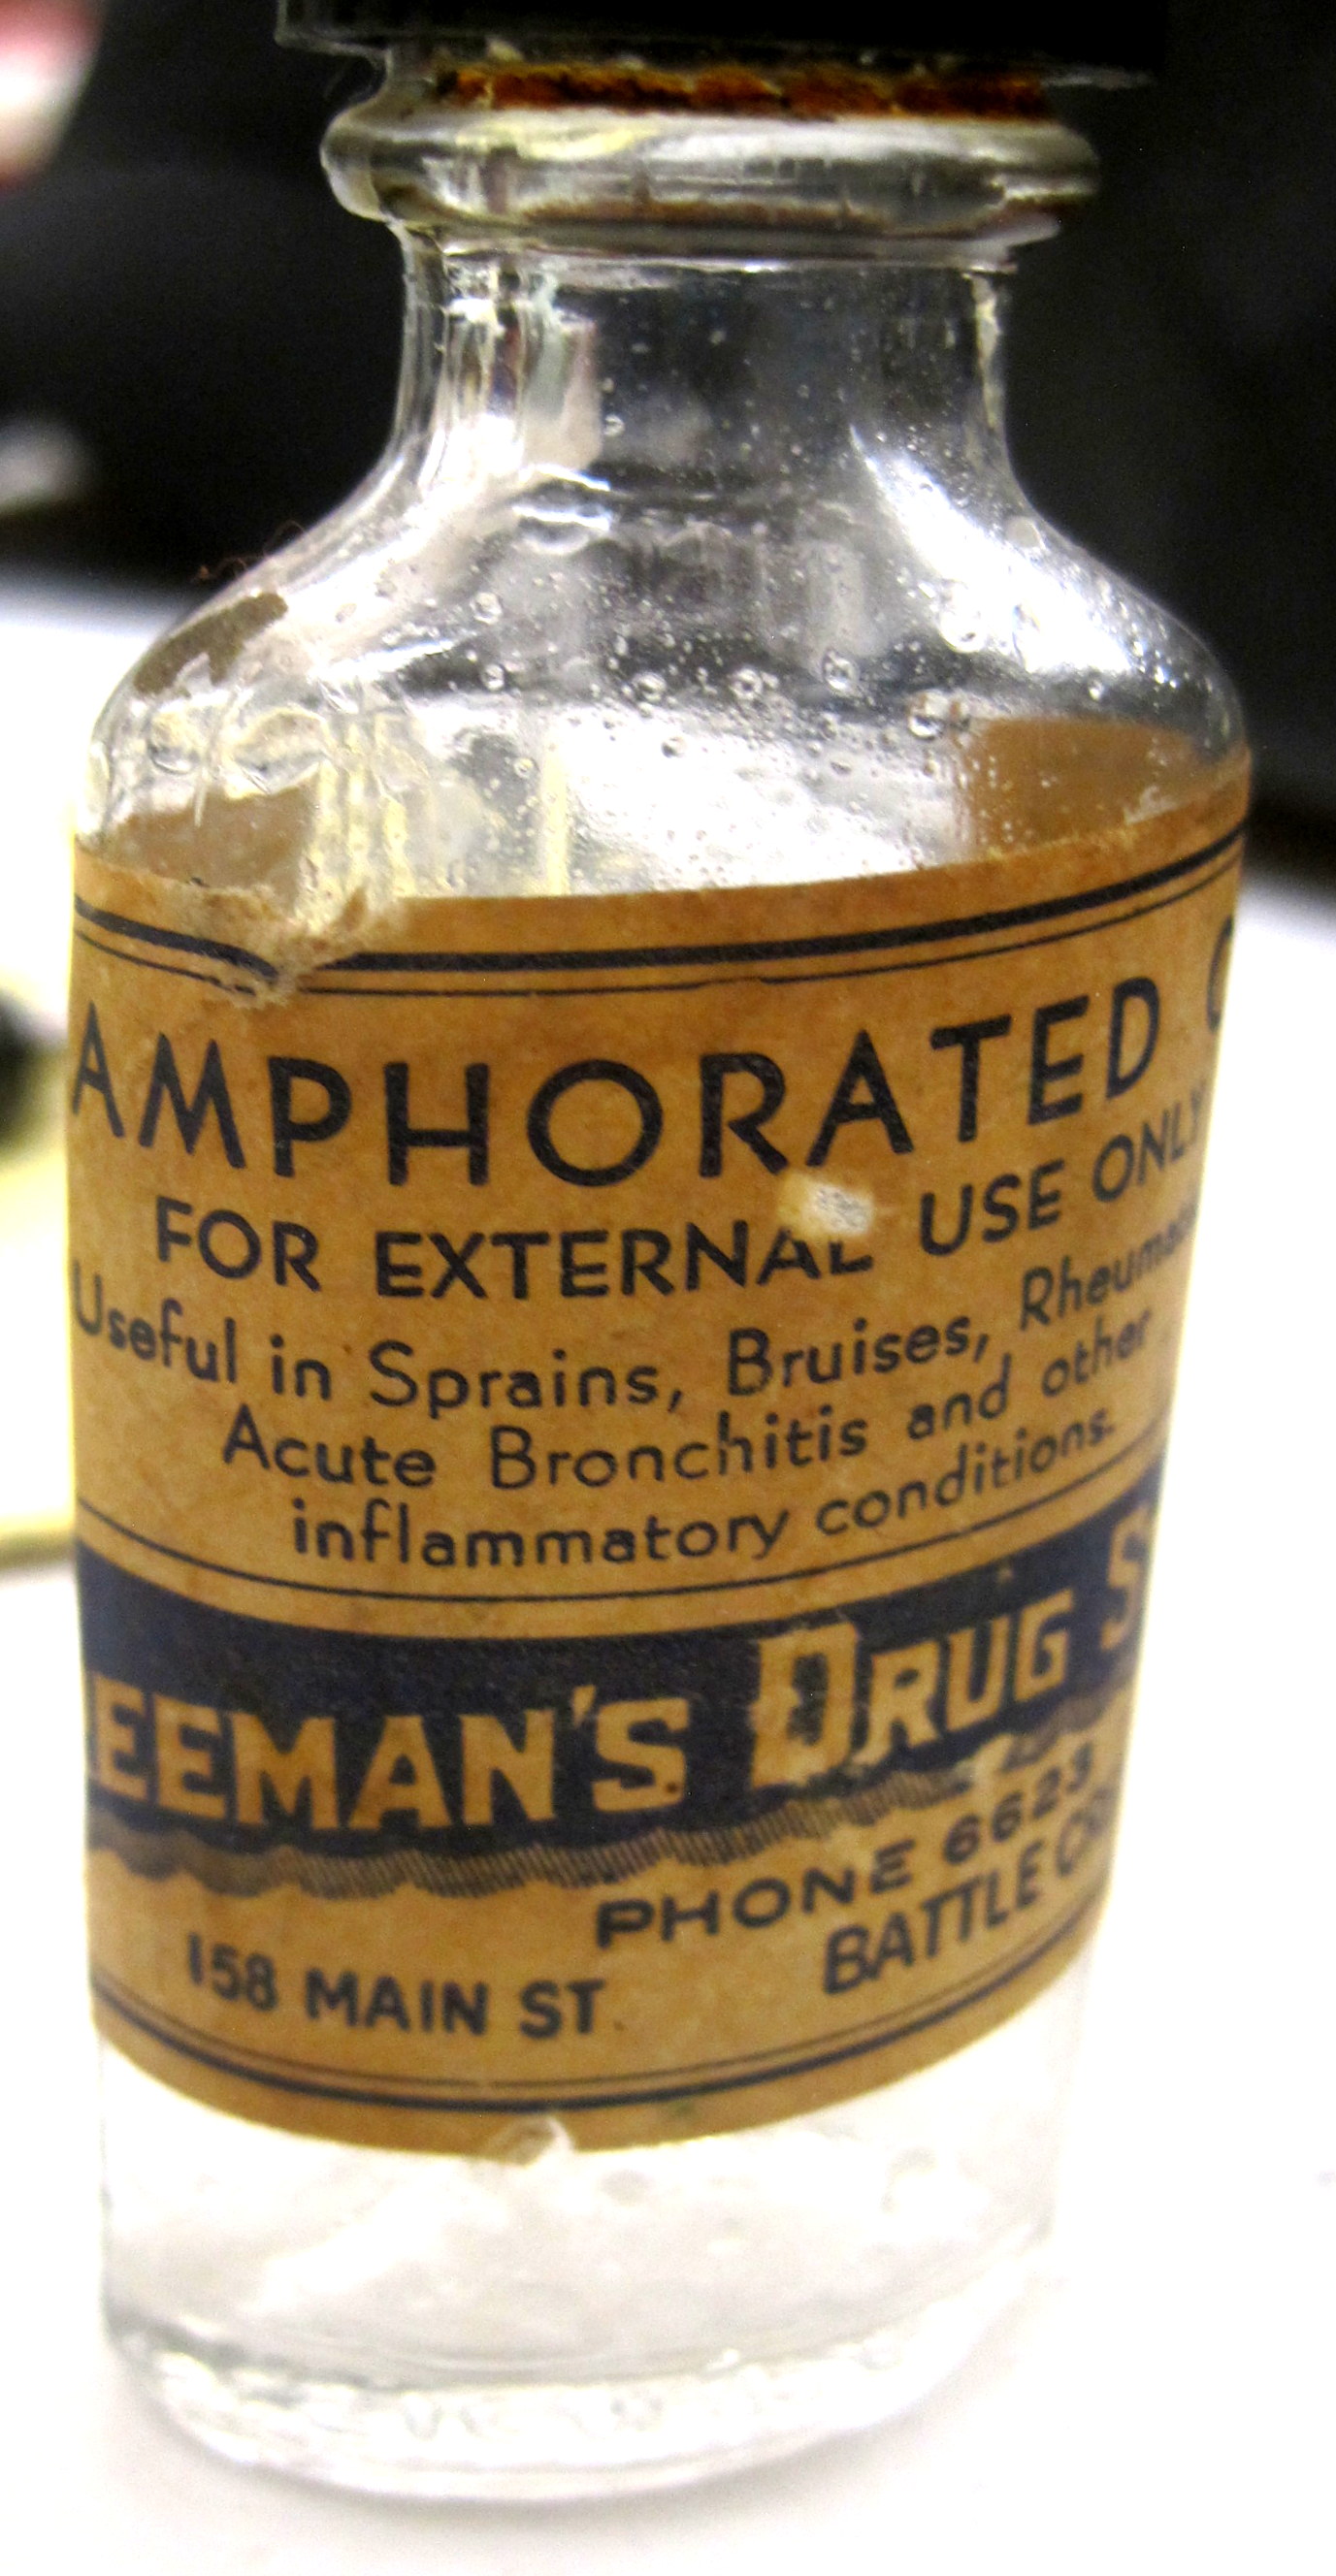 AMPHORATED
FOR EXTERNAL USE ONLY
Useful in Sprains, Bruises,
Acute Bronchitis and other
inflammatory conditions.
EEMAN'S DRUG S
PHONE 6623
158 MAIN ST. BATTLE